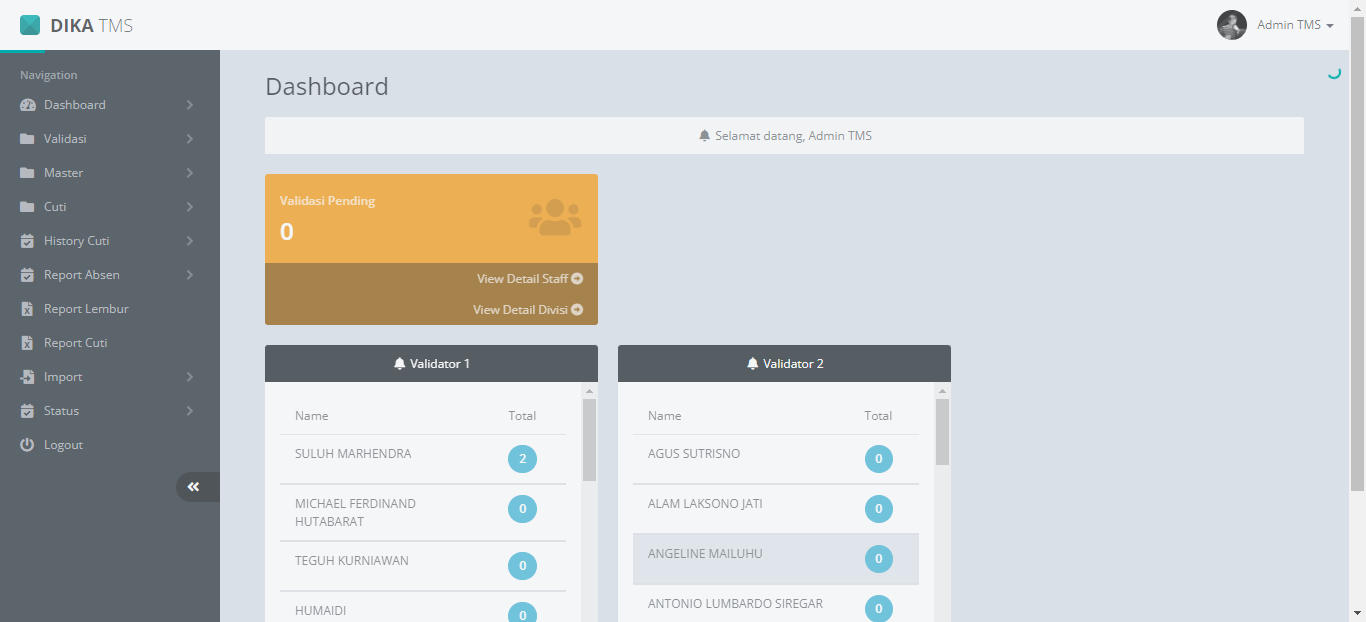 DIKA TMS
Admin TMS
Navigation
Dashboard
Validasi
Master
Cuti
History Cuti
Report Absen
Report Lembur
Report Cuti
Import
Status
Logout
Dashboard
Selamat datang, Admin TMS
Validasi Pending
0
View Detail Staff
View Detail Divisi
Validator 1
Name Total
SULUH MARHENDRA 2
MICHAEL FERDINAND
HUTABARAT 0
TEGUH KURNIAWAN 0
HUMAIDI 0
Validator 2
Name Total
AGUS SUTRISNO 0
ALAM LAKSONO JATI 0
ANGELINE MAILUHU 0
ANTONIO LUMBARDO SIREGAR 0